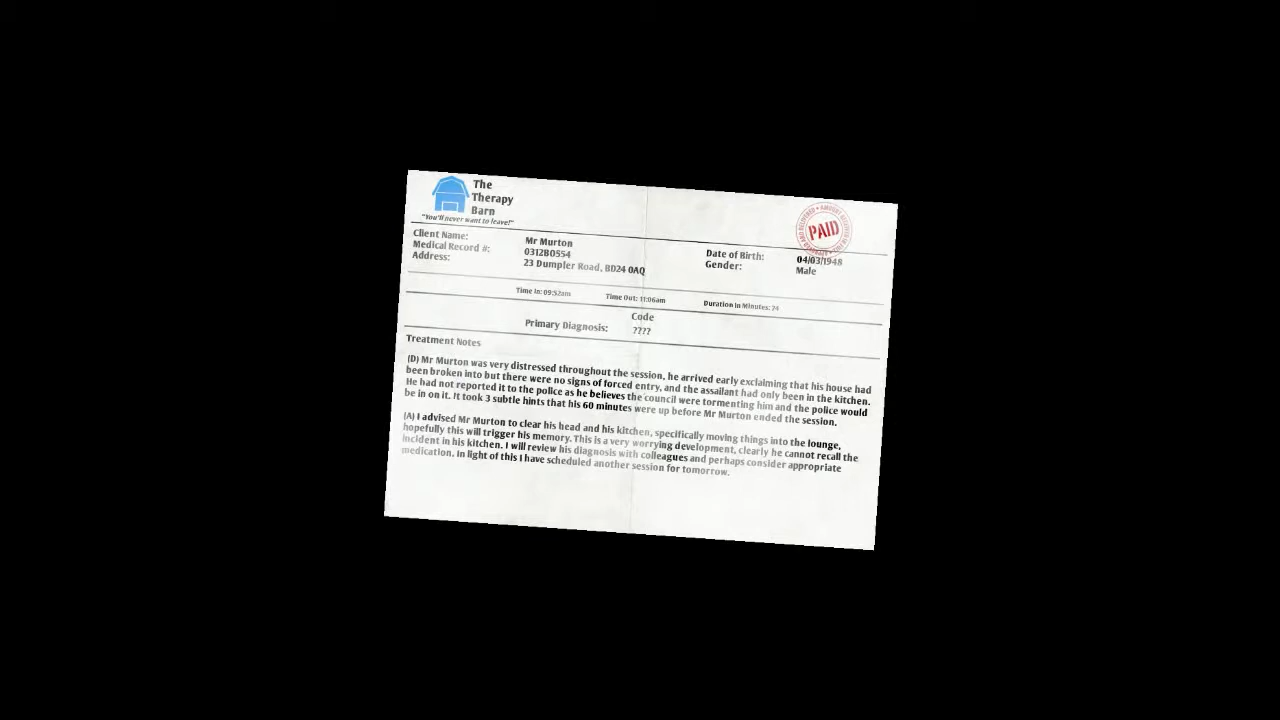 The
Therapy
Barn
"You'll never want to leave!"
PAID
Client Name: Mr Murton
Medical Record #: 0312B0554
Address: 23 Dumpler Road, BD24 0AQ
Date of Birth: 04/03/1948
Gender: Male
Time In: 09:52am Time Out: 11:06am Duration in Minutes: 74
Code
Primary Diagnosis: ????
Treatment Notes
(D) Mr Murton was very distressed throughout the session, he arrived early exclaiming that his house had
been broken into but there were no signs of forced entry, and the assailant had only been in the kitchen.
He had not reported it to the police as he believes the council were tormenting him and the police would
be in on it. It took 3 subtle hints that his 60 minutes were up before Mr Murton ended the session.
(A) I advised Mr Murton to clear his head and his kitchen, specifically moving things into the lounge,
hopefully this will trigger his memory. This is a very worrying development, clearly he cannot recall the
incident in his kitchen. I will review his diagnosis with colleagues and perhaps consider appropriate
medication. In light of this I have scheduled another session for tomorrow.